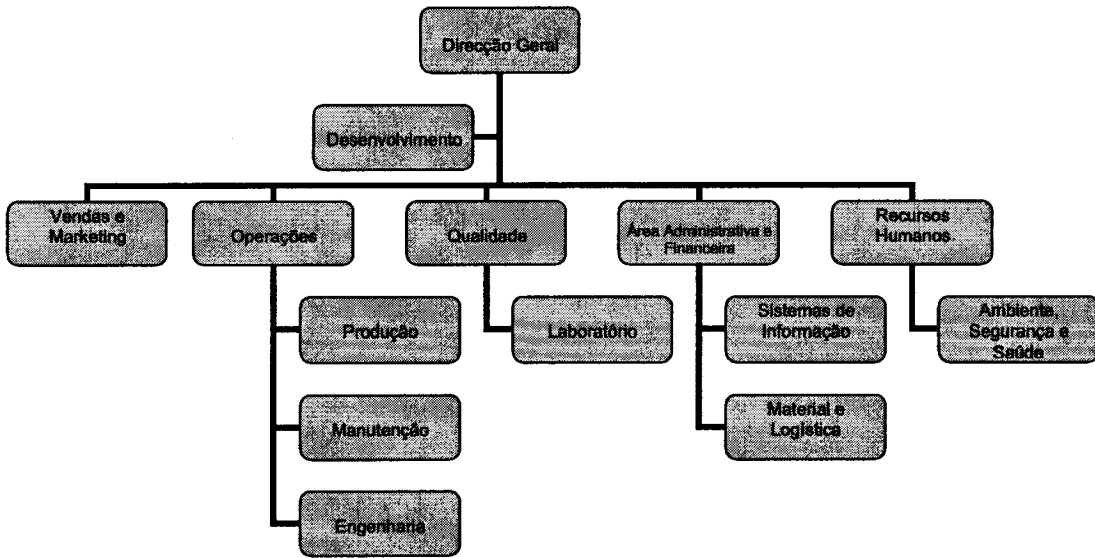 Direcção Geral
Desenvolvimento
Vendas e
Marketing
Operações
Qualidade
Área Administrativa e
Financeira
Recursos
Humanos
Produção
Laboratório
Sistemas de
Informação
Ambiente,
Segurança e
Saúde
Manutenção
Material e
Logística
Engenharia